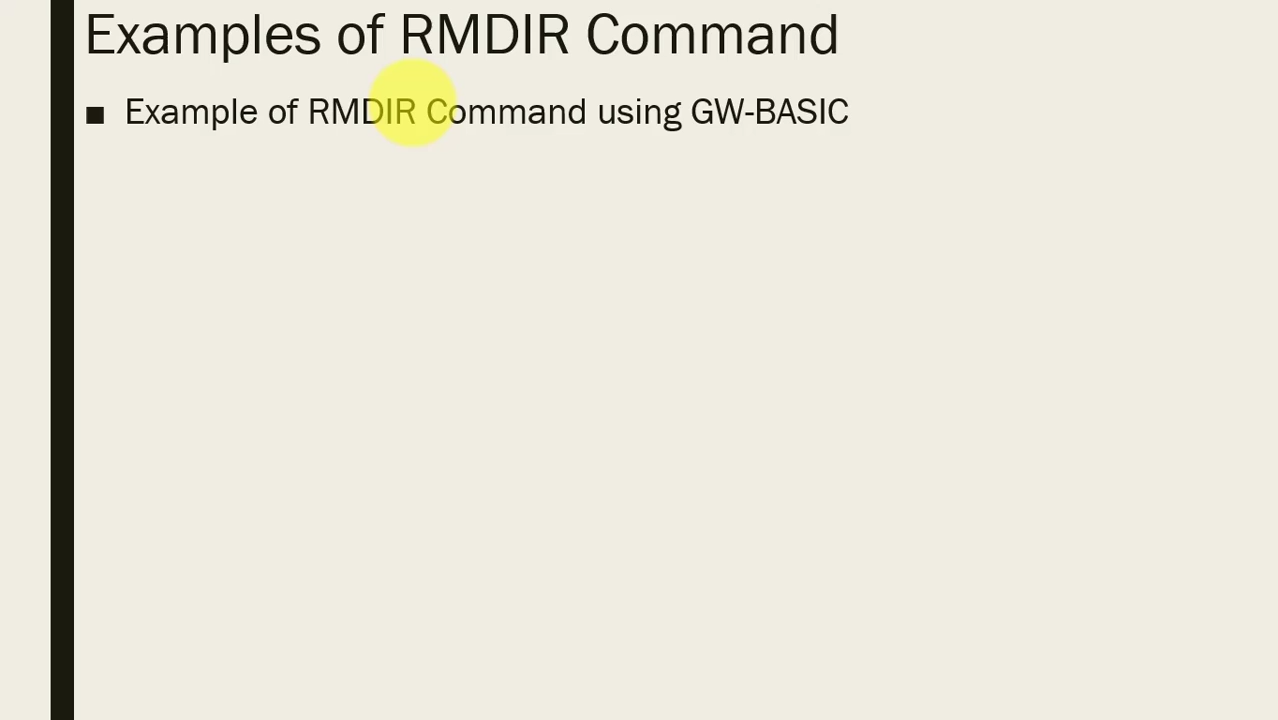 Examples of RMDIR Command
■ Example of RMDIR Command using GW-BASIC